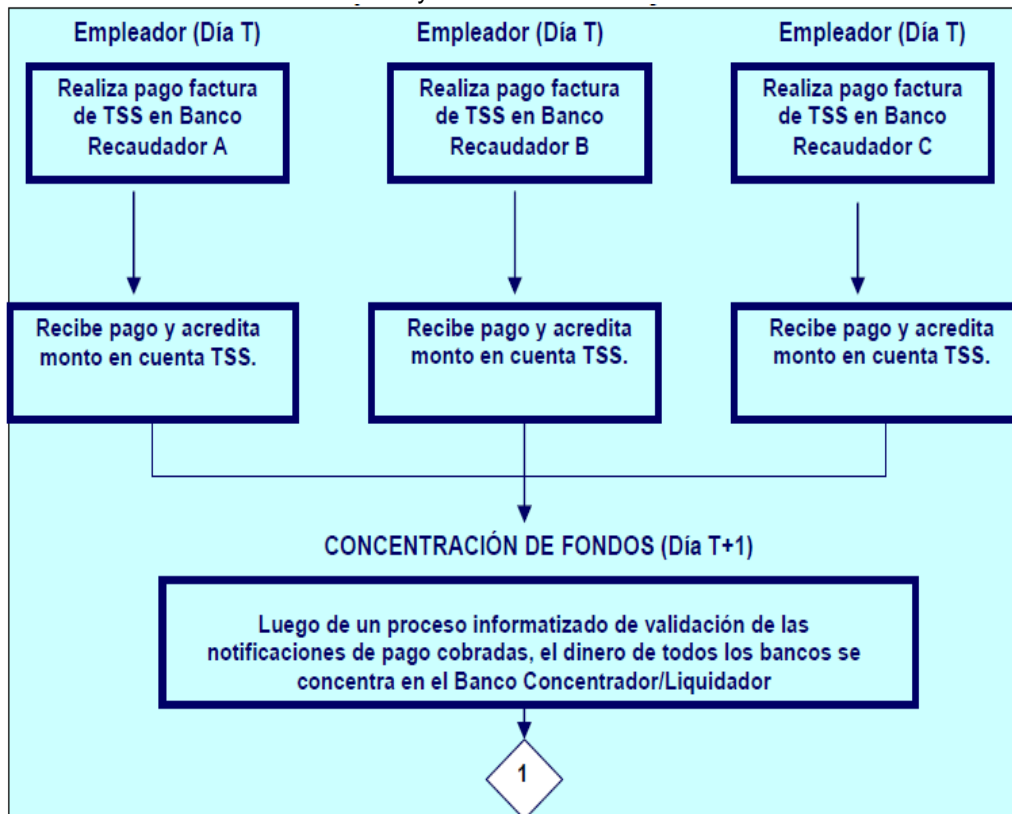 y
Empleador (Día T)
Empleador (Día T)
Empleador (Día T)
Realiza pago factura
de TSS en Banco
Recaudador A
Realiza pago factura
de TSS en Banco
Recaudador B
Realiza pago factura
de TSS en Banco
Recaudador C
Recibe pago y acredita
monto en cuenta TSS.
Recibe pago y acredita
monto en cuenta TSS.
Recibe pago y acredita
monto en cuenta TSS.
CONCENTRACIÓN DE FONDOS (Día T+1)
Luego de un proceso informatizado de validación de las
notificaciones de pago cobradas, el dinero de todos los bancos se
concentra en el Banco Concentrador/Liquidador
1